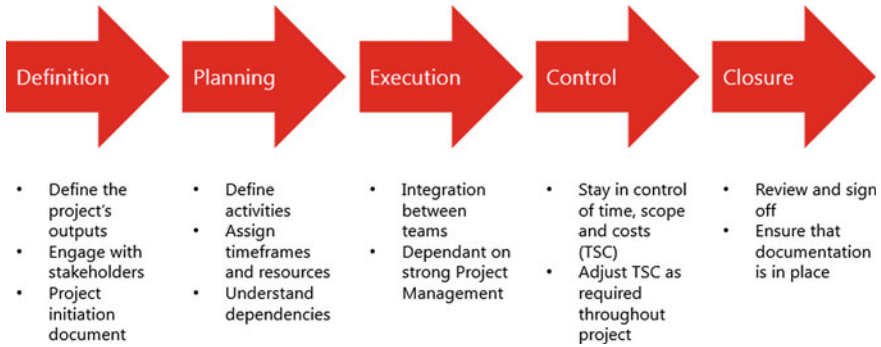 Definition
Planning
Execution
Control
Closure
• Define the
project's
outputs
• Engage with
stakeholders
• Project
initiation
document
• Define
activities
• Assign
timeframes
and resources
• Understand
dependencies
• Integration
between
teams
• Dependant on
strong Project
Management
• Stay in control
of time, scope
and costs
(TSC)
• Adjust TSC as
required
throughout
project
• Review and sign
off
• Ensure that
documentation
is in place